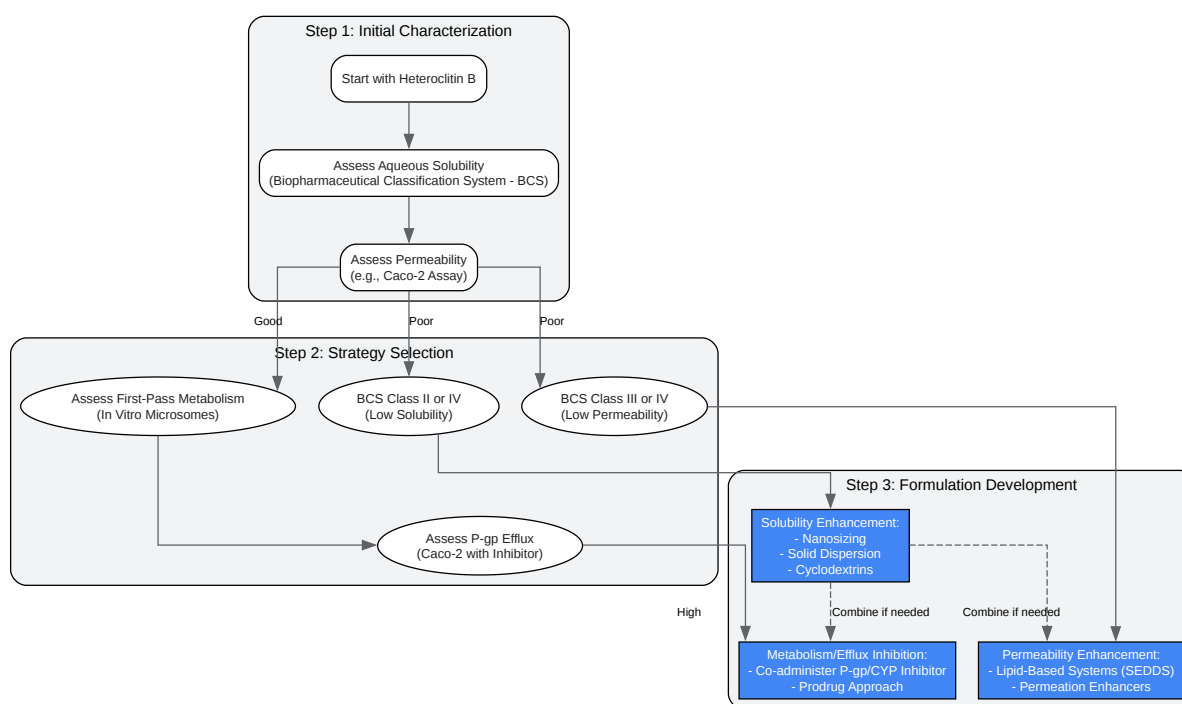 Step 1: Initial Characterization
Start with Heteroclitin B
Assess Aqueous Solubility
(Biopharmaceutical Classification System - BCS)
Assess Permeability
(e.g., Caco-2 Assay)
Good
Poor
Poor
Step 2: Strategy Selection
Assess First-Pass Metabolism
(In Vitro Microsomes)
BCS Class II or IV
(Low Solubility)
BCS Class III or IV
(Low Permeability)
Assess P-gp Efflux
(Caco-2 with Inhibitor)
Step 3: Formulation Development
Solubility Enhancement:
- Nanosizing
- Solid Dispersion
- Cyclodextrins
High
Combine if needed
Combine if needed
Metabolism/Efflux Inhibition:
- Co-administer P-gp/CYP Inhibitor
- Prodrug Approach
Permeability Enhancement:
- Lipid-Based Systems (SEDDS)
- Permeation Enhancers